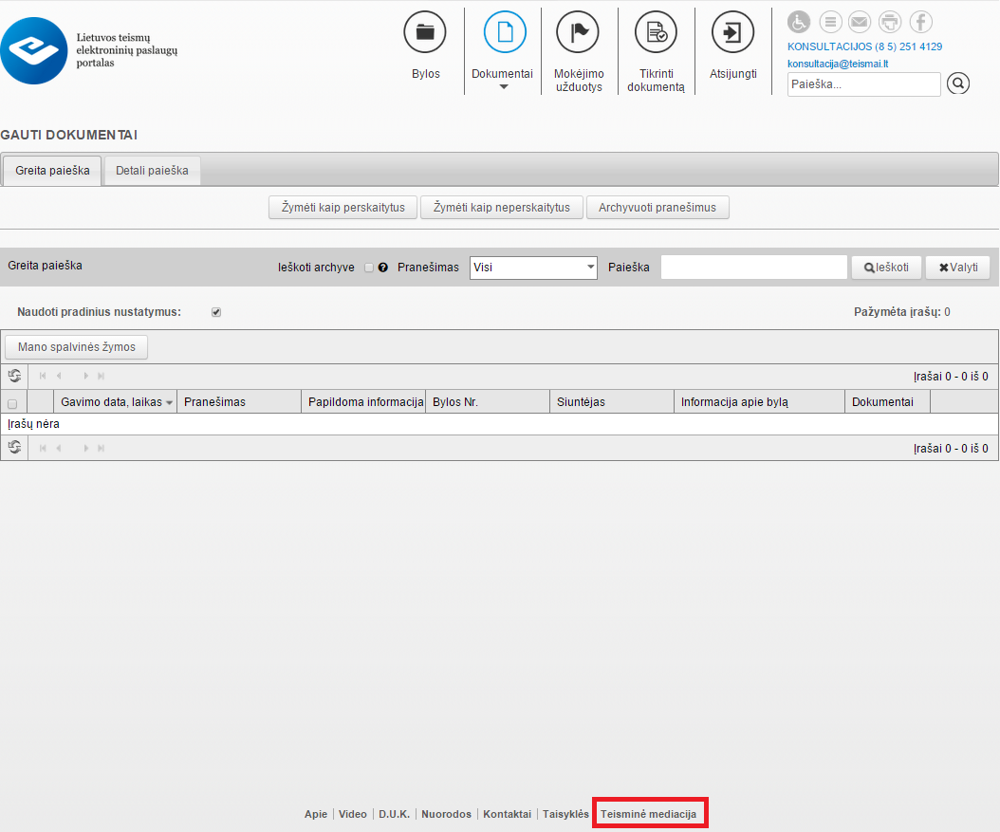 Lietuvos teismų
elektroninių paslaugų
portalas
Bylos
Dokumentai
Mokėjimo
užduotys
Tikrinti
dokumentą
Atsijungti
KONSULTACIJOS (8 5) 251 4129
konsultacija@teismai.lt
Paieška...
GAUTI DOKUMENTAI
Greita paieška Detali paieška
Žymėti kaip perskaitytus Žymėti kaip neperskaitytus Archyvuoti pranešimus
Greita paieška Ieškoti archyve Pranešimas Visi Paieška Ieškoti Valyti
Naudoti pradinius nustatymus: Pažymėta įrašų: 0
Mano spalvinės žymos
Įrašai 0 - 0 iš 0
Gavimo data, laikas Pranešimas Papildoma informacija Bylos Nr. Siuntėjas Informacija apie bylą Dokumentai
Įrašų nėra
Įrašai 0 - 0 iš 0
Apie | Video | D.U.K. | Nuorodos | Kontaktai | Taisyklės Teisminė mediacija